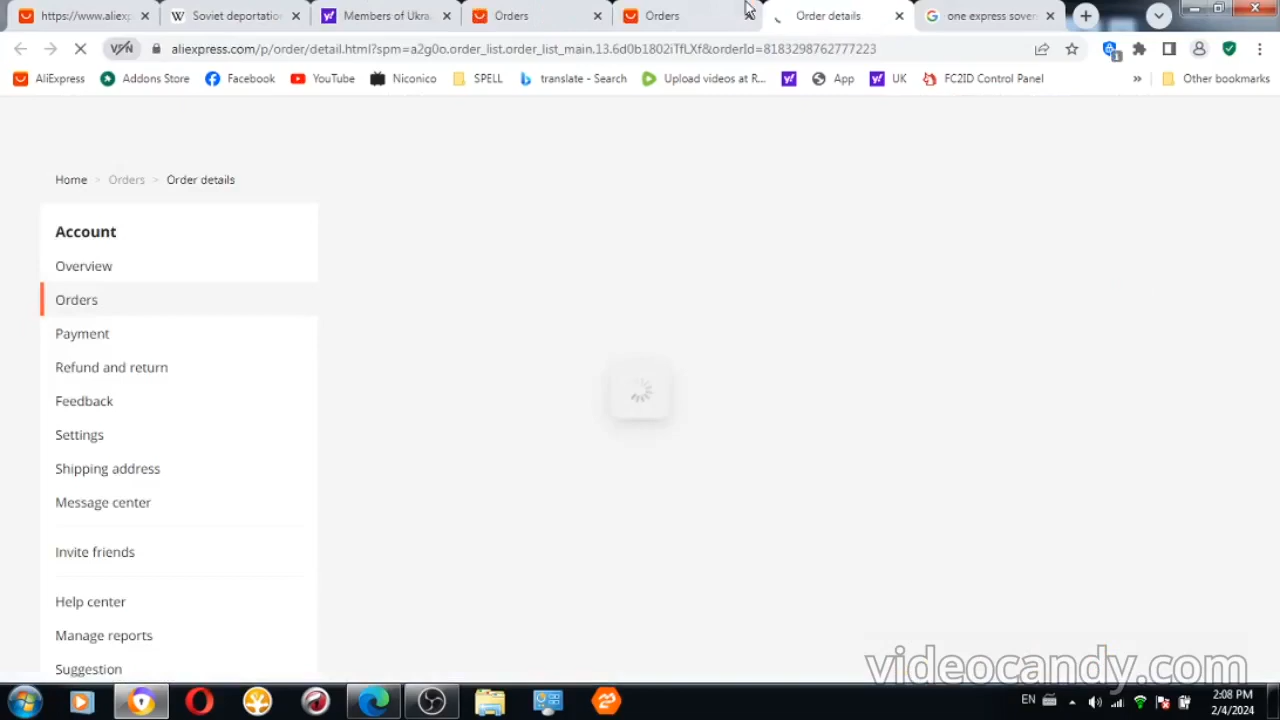 https://www.aliexp
Soviet deportatio
Members of Ukra
Orders
Orders
Order details
one express sover
VPN
aliexpress.com/p/order/detail.html?spm=a2g0o.order_list.order_list_main.13.6d0b1802iTfLXf&orderId=8183298762777223
AliExpress
Addons Store
Facebook
YouTube
Niconico
SPELL
translate - Search
Upload videos at R...
App
UK
FC2ID Control Panel
»
Other bookmarks
Home > Orders > Order details
Account
Overview
Orders
Payment
Refund and return
Feedback
Settings
Shipping address
Message center
Invite friends
Help center
Manage reports
Suggestion
videocandy.com
EN
2:08 PM
2/4/2024